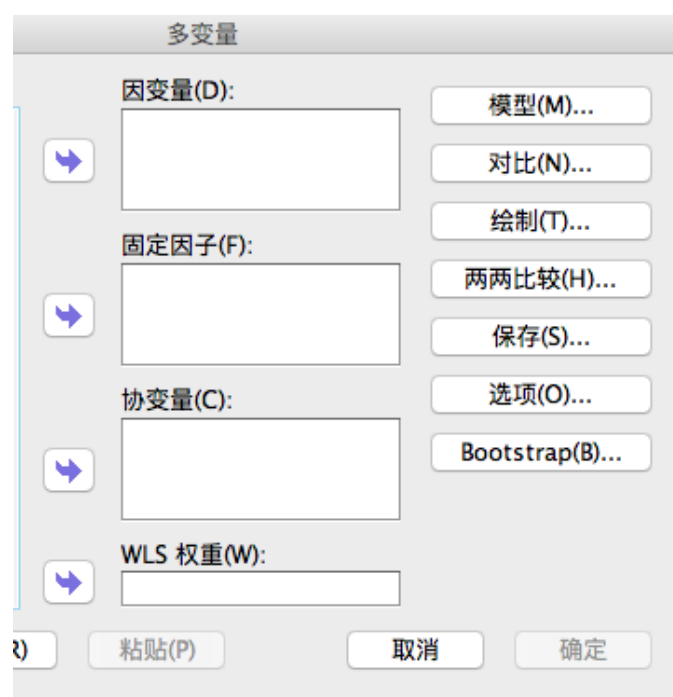 多变量
因变量(D):
模型(M)...
对比(N)...
绘制(T)...
固定因子(F):
两两比较(H)...
保存(S)...
协变量(C):
选项(O)...
Bootstrap(B)...
WLS 权重(W):
R)
粘贴(P)
取消
确定